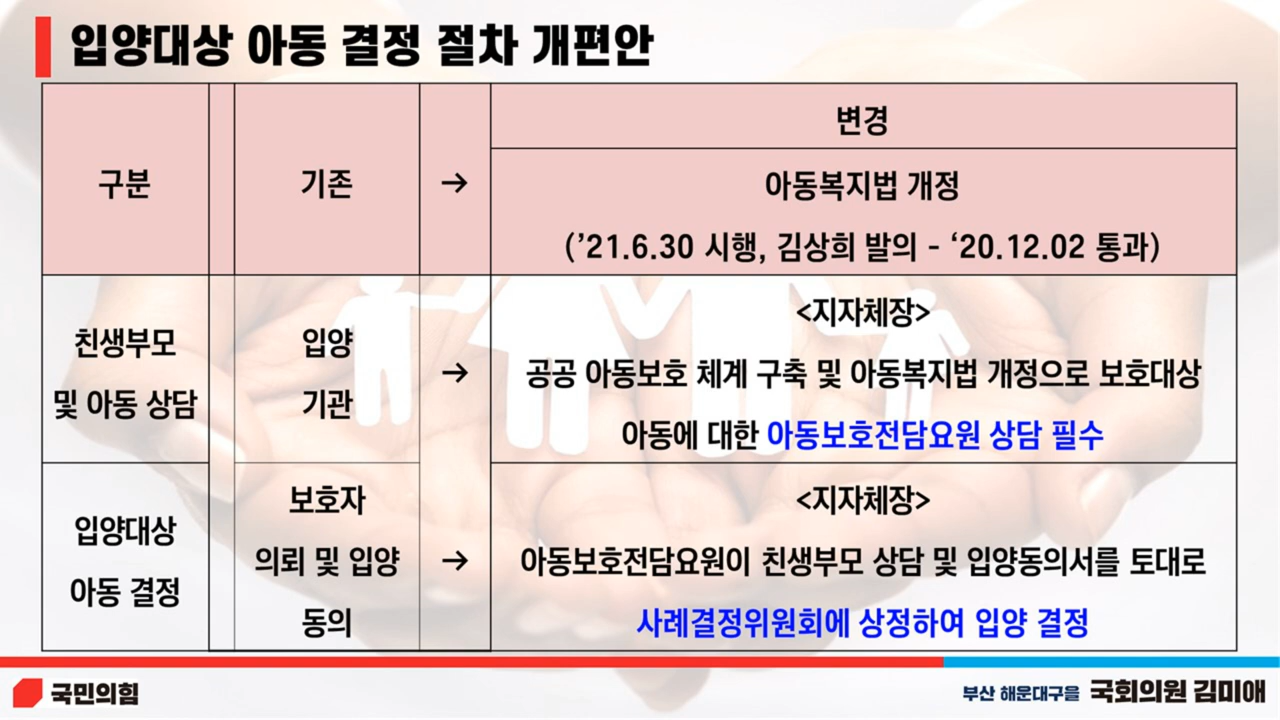 입양대상 아동 결정 절차 개편안
구분
기존
→
변경
아동복지법 개정
(’21.6.30 시행, 김상희 발의 - ‘20.12.02 통과)
친생부모
및 아동 상담
입양
기관
→
<지자체장>
공공 아동보호 체계 구축 및 아동복지법 개정으로 보호대상
아동에 대한 아동보호전담요원 상담 필수
입양대상
아동 결정
보호자
의뢰 및 입양
동의
→
<지자체장>
아동보호전담요원이 친생부모 상담 및 입양동의서를 토대로
사례결정위원회에 상정하여 입양 결정
국민의힘
부산 해운대구을 국회의원 김미애